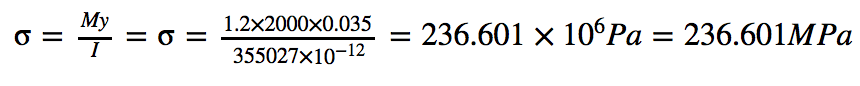 σ = My/I = σ = 1.2×2000×0.035/355027×10⁻¹² = 236.601 × 10⁶Pa = 236.601MPa